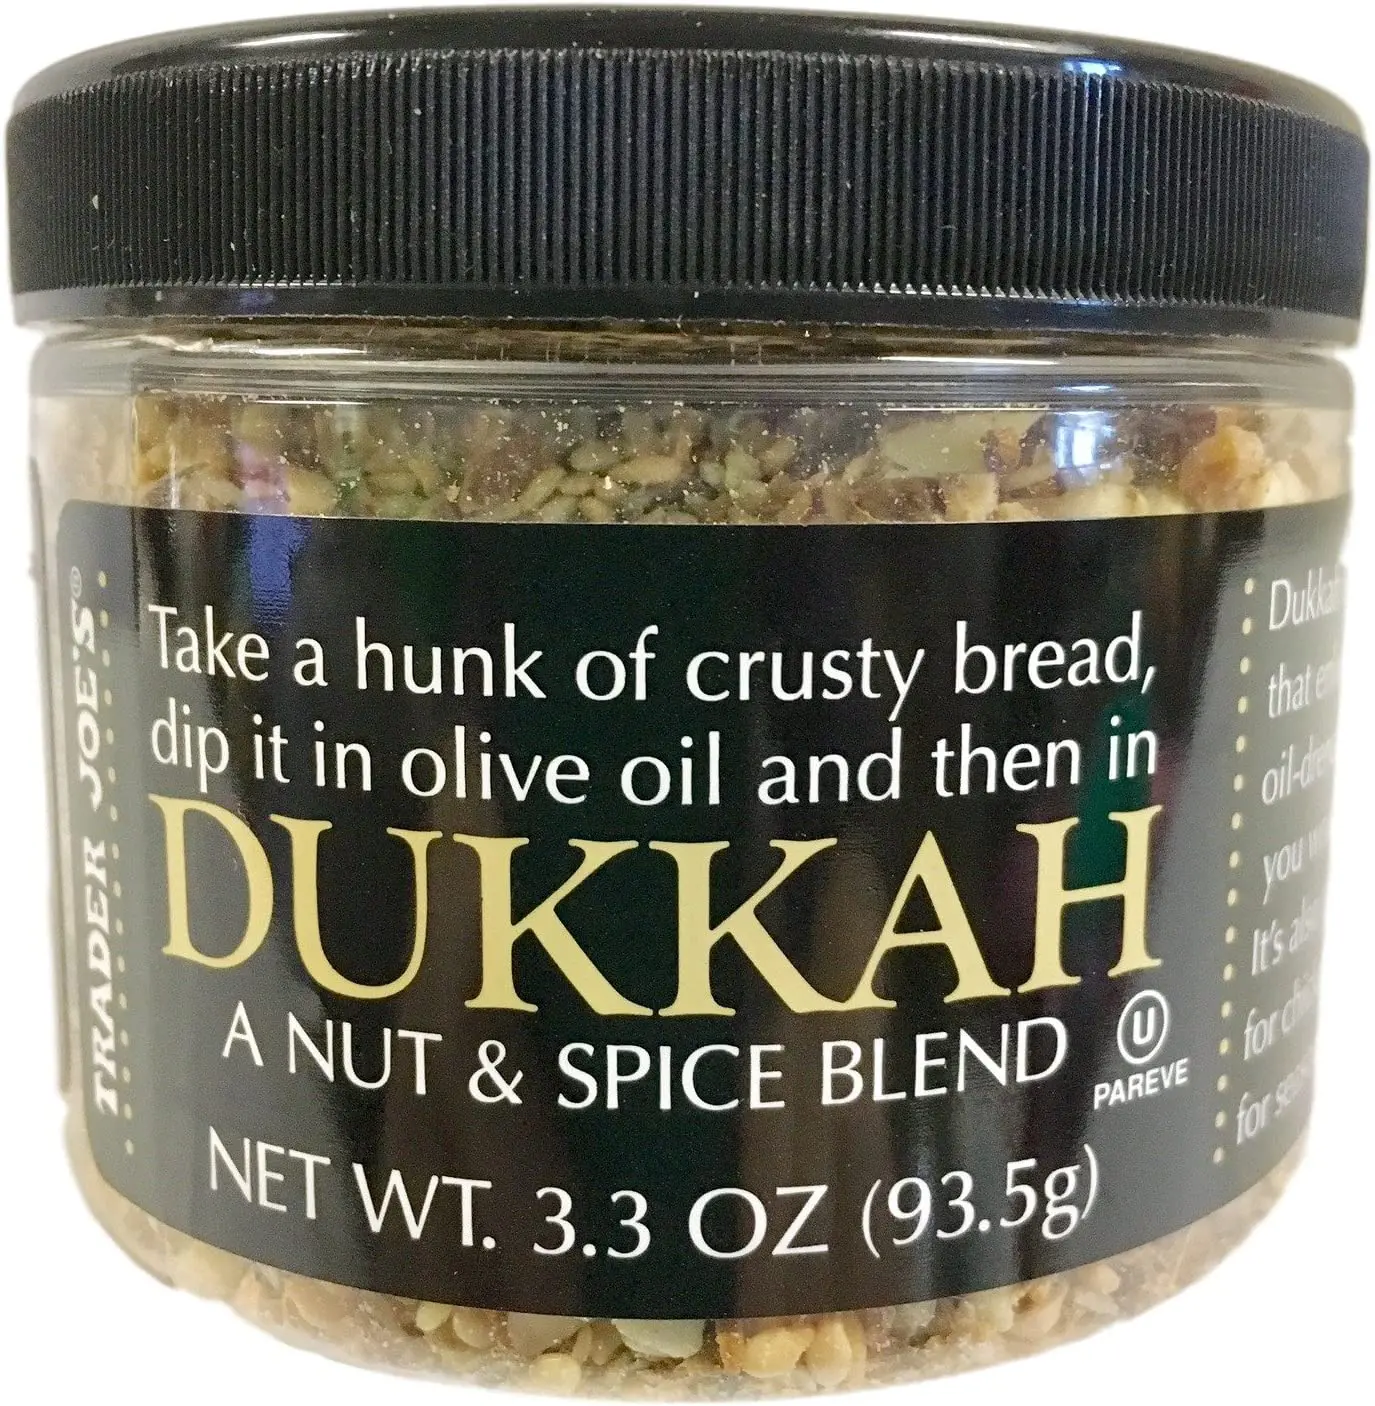 TRADER JOE'S®
Take a hunk of crusty bread,
dip it in olive oil and then in
DUKKAH
A NUT & SPICE BLEND
U
PAREVE
NET WT. 3.3 OZ (93.5g)
that
you
It's
for
for